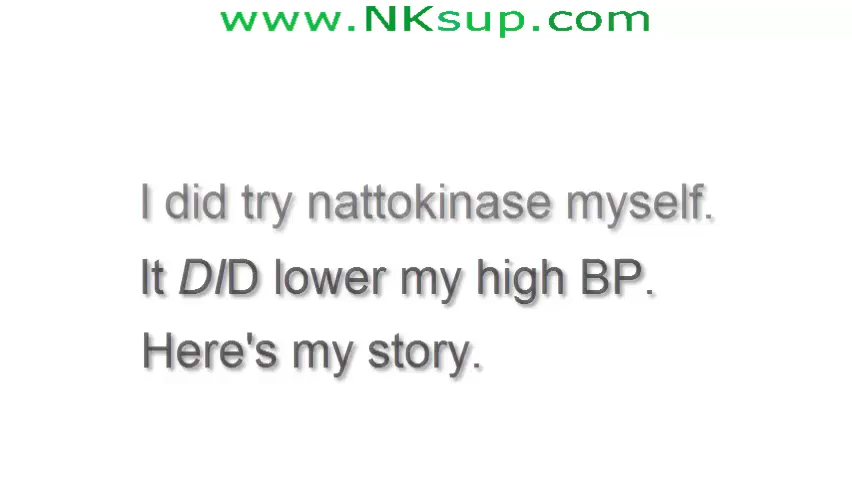 www.NKsup.com
I did try nattokinase myself.
It DID lower my high BP.
Here's my story.